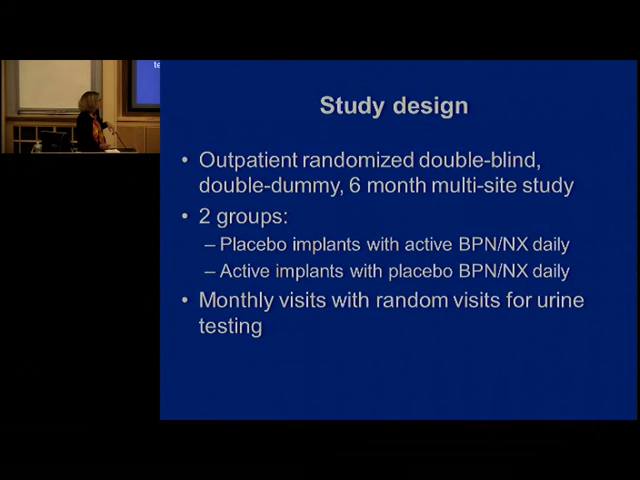 te
Study design
• Outpatient randomized double-blind,
double-dummy, 6 month multi-site study
• 2 groups:
– Placebo implants with active BPN/NX daily
– Active implants with placebo BPN/NX daily
• Monthly visits with random visits for urine
testing